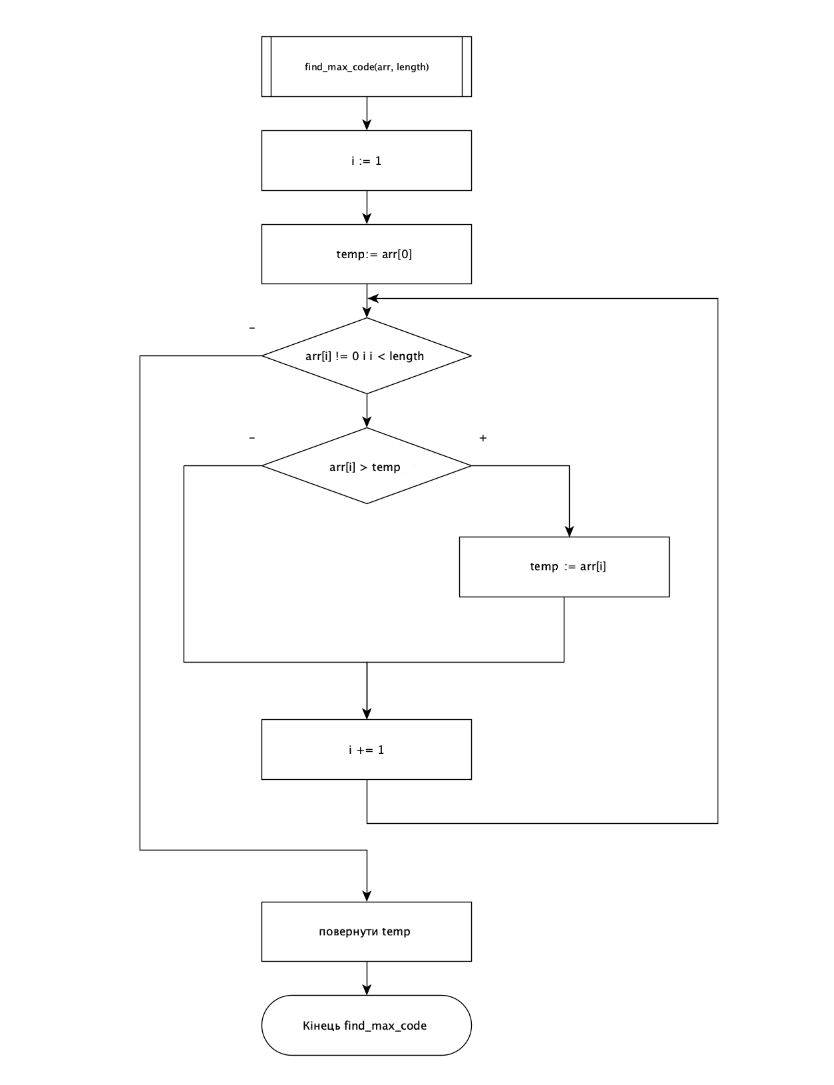 find_max_code(arr, length)
i := 1
temp:= arr[0]
–
arr[i] != 0 і i < length
–
+
arr[i] > temp
temp := arr[i]
i += 1
повернути temp
Кінець find_max_code